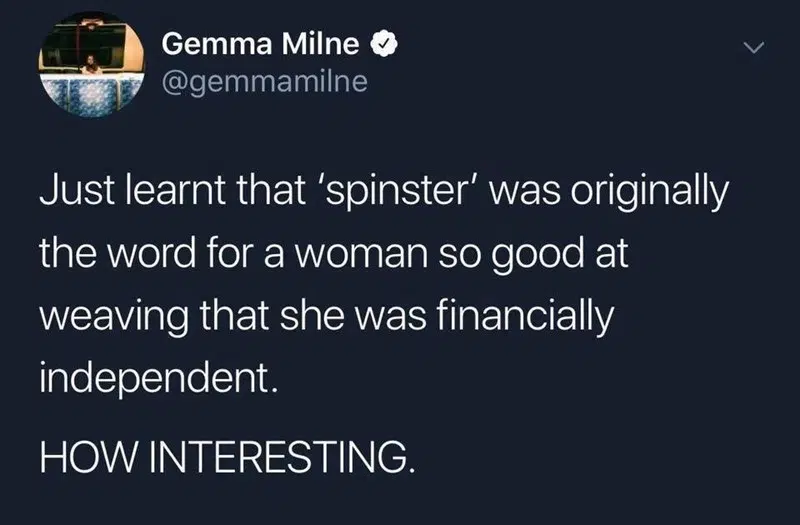 Gemma Milne
@gemmamilne
Just learnt that 'spinster' was originally
the word for a woman so good at
weaving that she was financially
independent.
HOW INTERESTING.